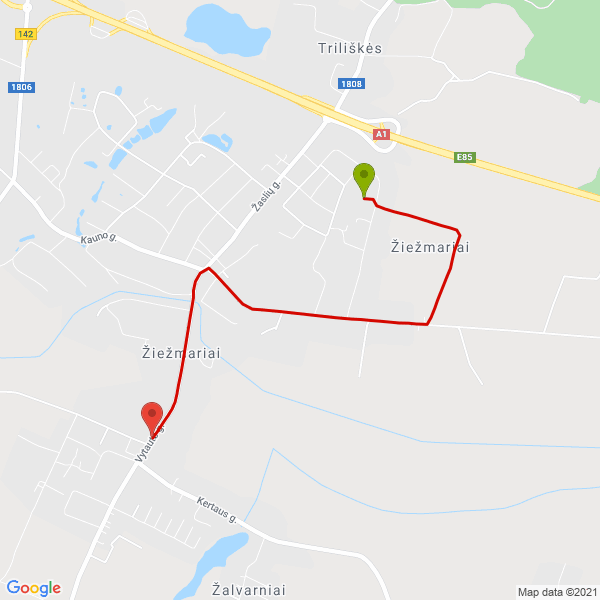 142
Triliškės
1806
1808
A1
E85
Žaslių g.
Kauno g.
Žiežmariai
Žiežmariai
Vytauto g.
Kertaus g.
Žalvarniai
Google
Map data ©2021